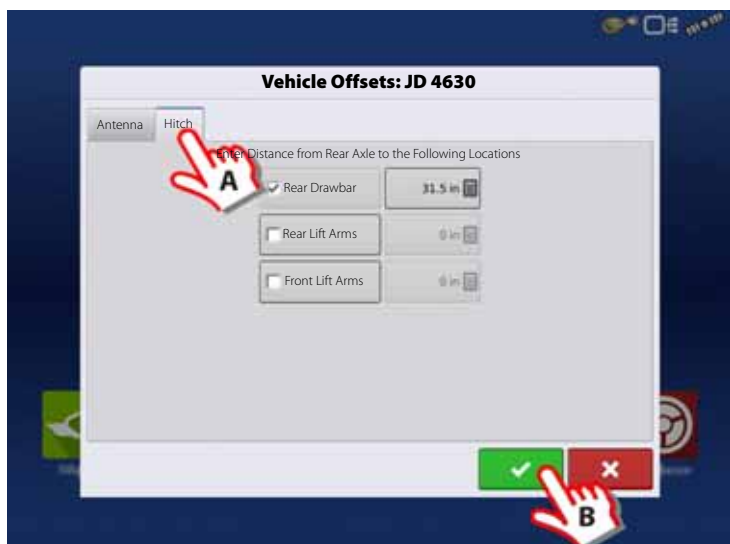 Vehicle Offsets: JD 4630
Antenna Hitch
Enter Distance from Rear Axle to the Following Locations
A
Rear Drawbar 31.5 in
Rear Lift Arms 0 in
Front Lift Arms 0 in
B